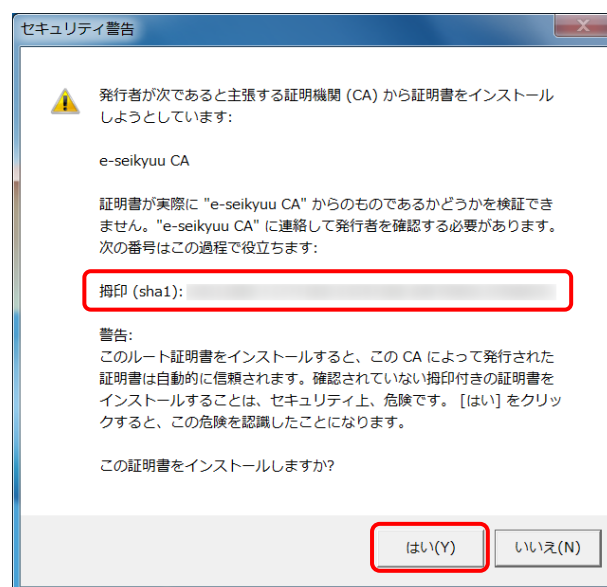 セキュリティ警告
発行者が次であると主張する証明機関 (CA) から証明書をインストール
しようとしています:
e-seikyuu CA
証明書が実際に "e-seikyuu CA" からのものであるかどうかを検証でき
ません。"e-seikyuu CA" に連絡して発行者を確認する必要があります。
次の番号はこの過程で役立ちます:
拇印 (sha1):
警告:
このルート証明書をインストールすると、この CA によって発行された
証明書は自動的に信頼されます。確認されていない拇印付きの証明書を
インストールすることは、セキュリティ上、危険です。 [はい] をクリッ
クすると、この危険を認識したことになります。
この証明書をインストールしますか?
はい(Y)
いいえ(N)